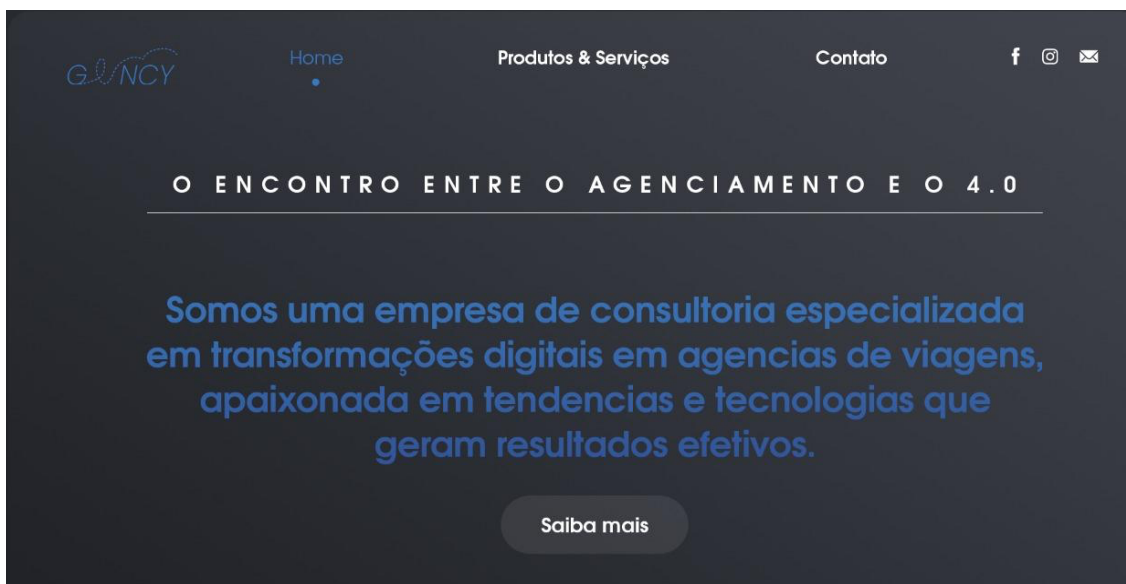 Home
Produtos & Serviços
Contato
O ENCONTRO ENTRE O AGENCIAMENTO E O 4.0
Somos uma empresa de consultoria especializada
em transformações digitais em agencias de viagens,
apaixonada em tendencias e tecnologias que
geram resultados efetivos.
Saiba mais